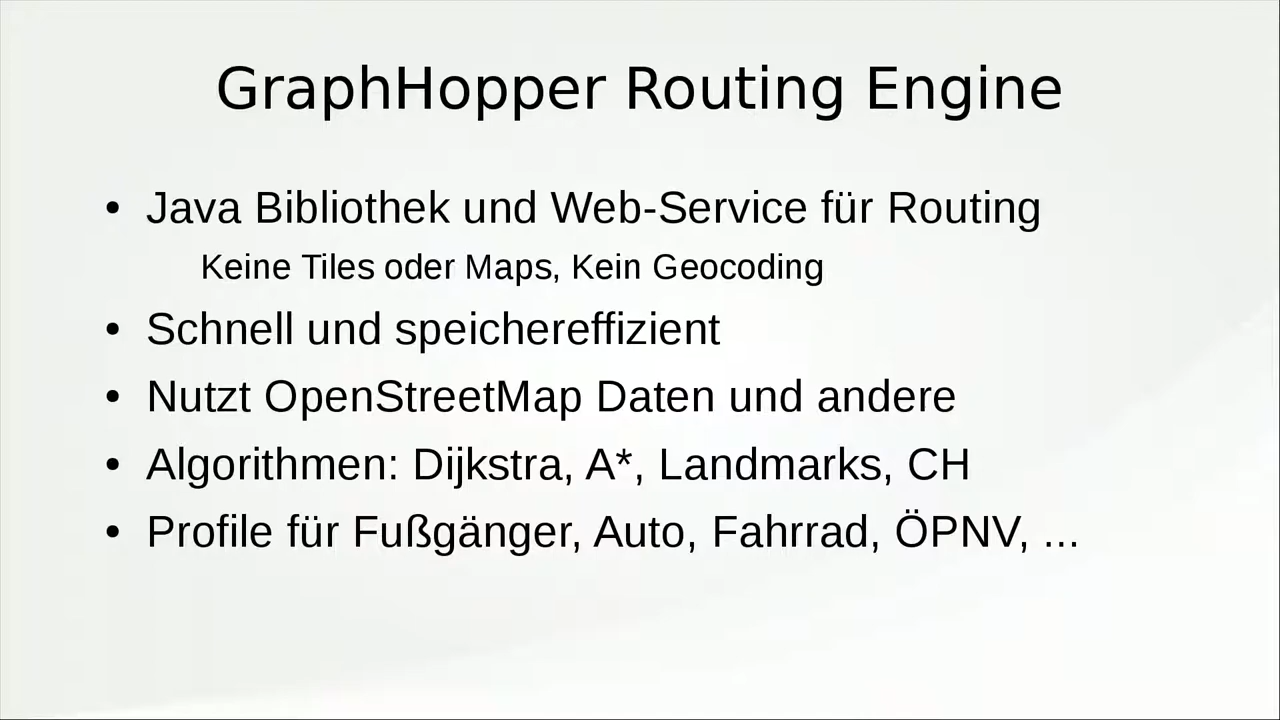 GraphHopper Routing Engine
• Java Bibliothek und Web-Service für Routing
Keine Tiles oder Maps, Kein Geocoding
• Schnell und speichereffizient
• Nutzt OpenStreetMap Daten und andere
• Algorithmen: Dijkstra, A*, Landmarks, CH
• Profile für Fußgänger, Auto, Fahrrad, ÖPNV, ...